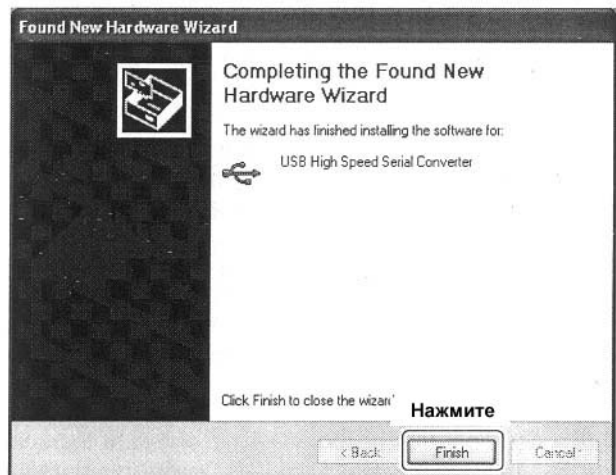 Found New Hardware Wizard
Completing the Found New
Hardware Wizard
The wizard has finished installing the software for:
USB High Speed Serial Converter
Click Finish to close the wizard
Нажмите
< Back
Finish
Cancel